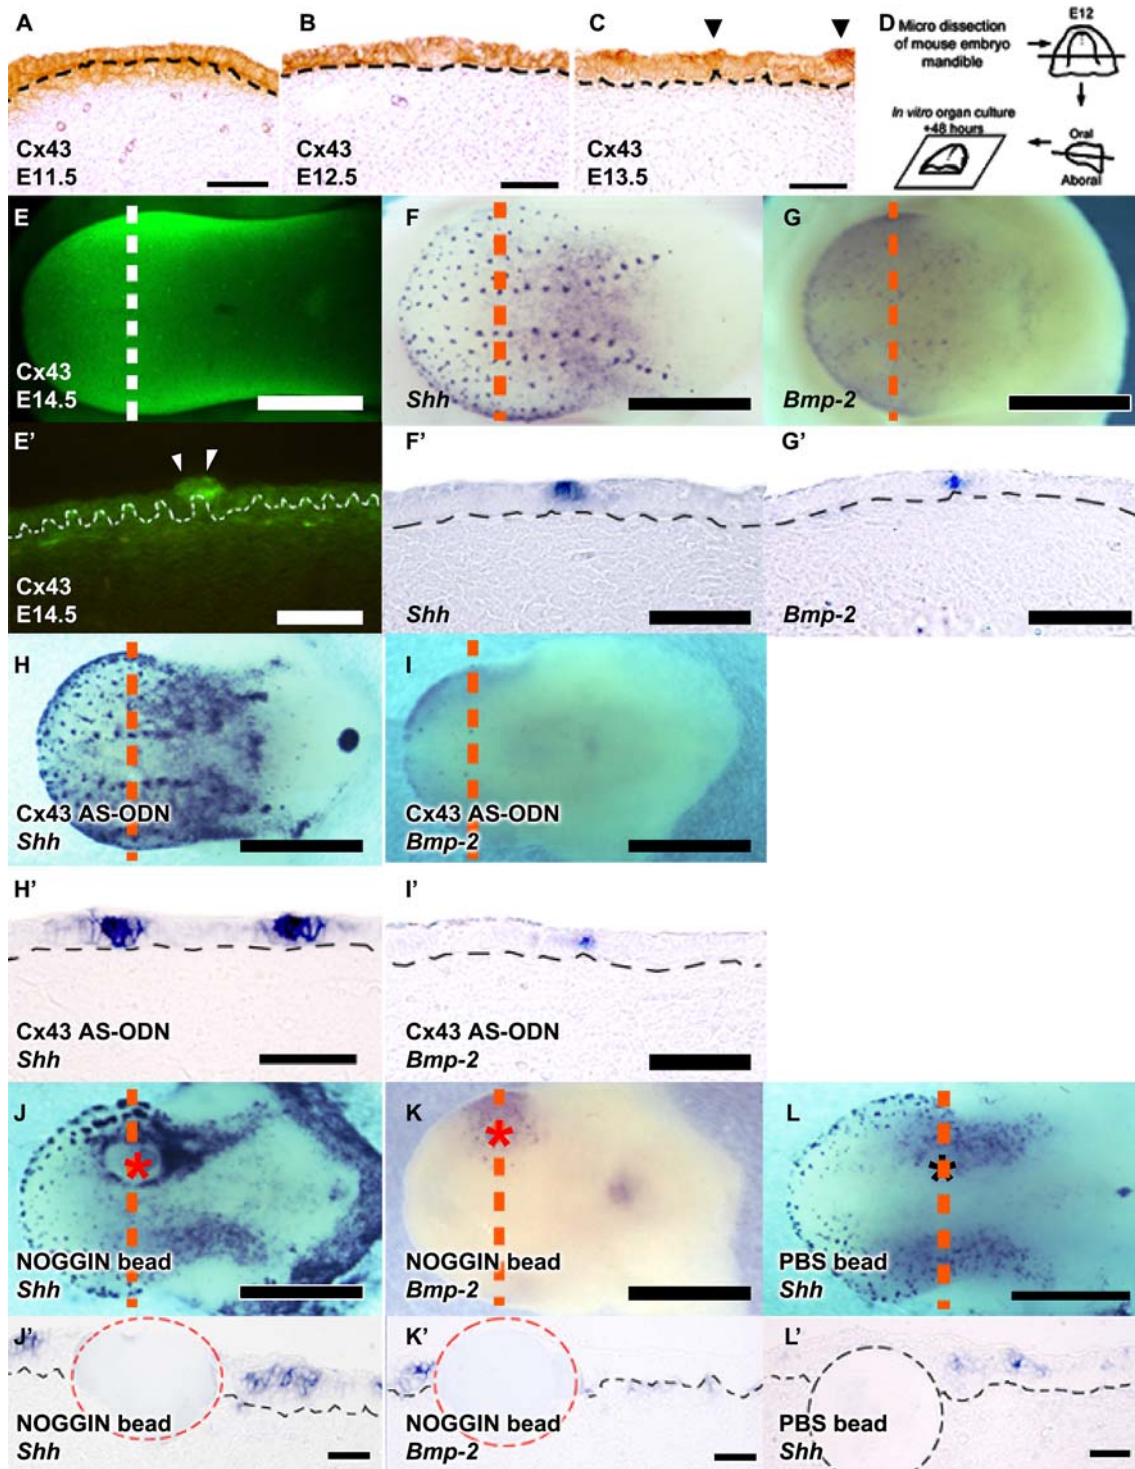 A
Cx43
E11.5
B
Cx43
E12.5
C
Cx43
E13.5
D
Micro dissection
of mouse embryo
mandible
E12
In vitro organ culture
+48 hours
Oral
Aboral
E
Cx43
E14.5
F
Shh
G
Bmp-2
E'
Cx43
E14.5
F'
Shh
G'
Bmp-2
H
Cx43 AS-ODN
Shh
I
Cx43 AS-ODN
Bmp-2
H'
Cx43 AS-ODN
Shh
I'
Cx43 AS-ODN
Bmp-2
J
NOGGIN bead
Shh
K
NOGGIN bead
Bmp-2
L
PBS bead
Shh
J'
NOGGIN bead
Shh
K'
NOGGIN bead
Bmp-2
L'
PBS bead
Shh